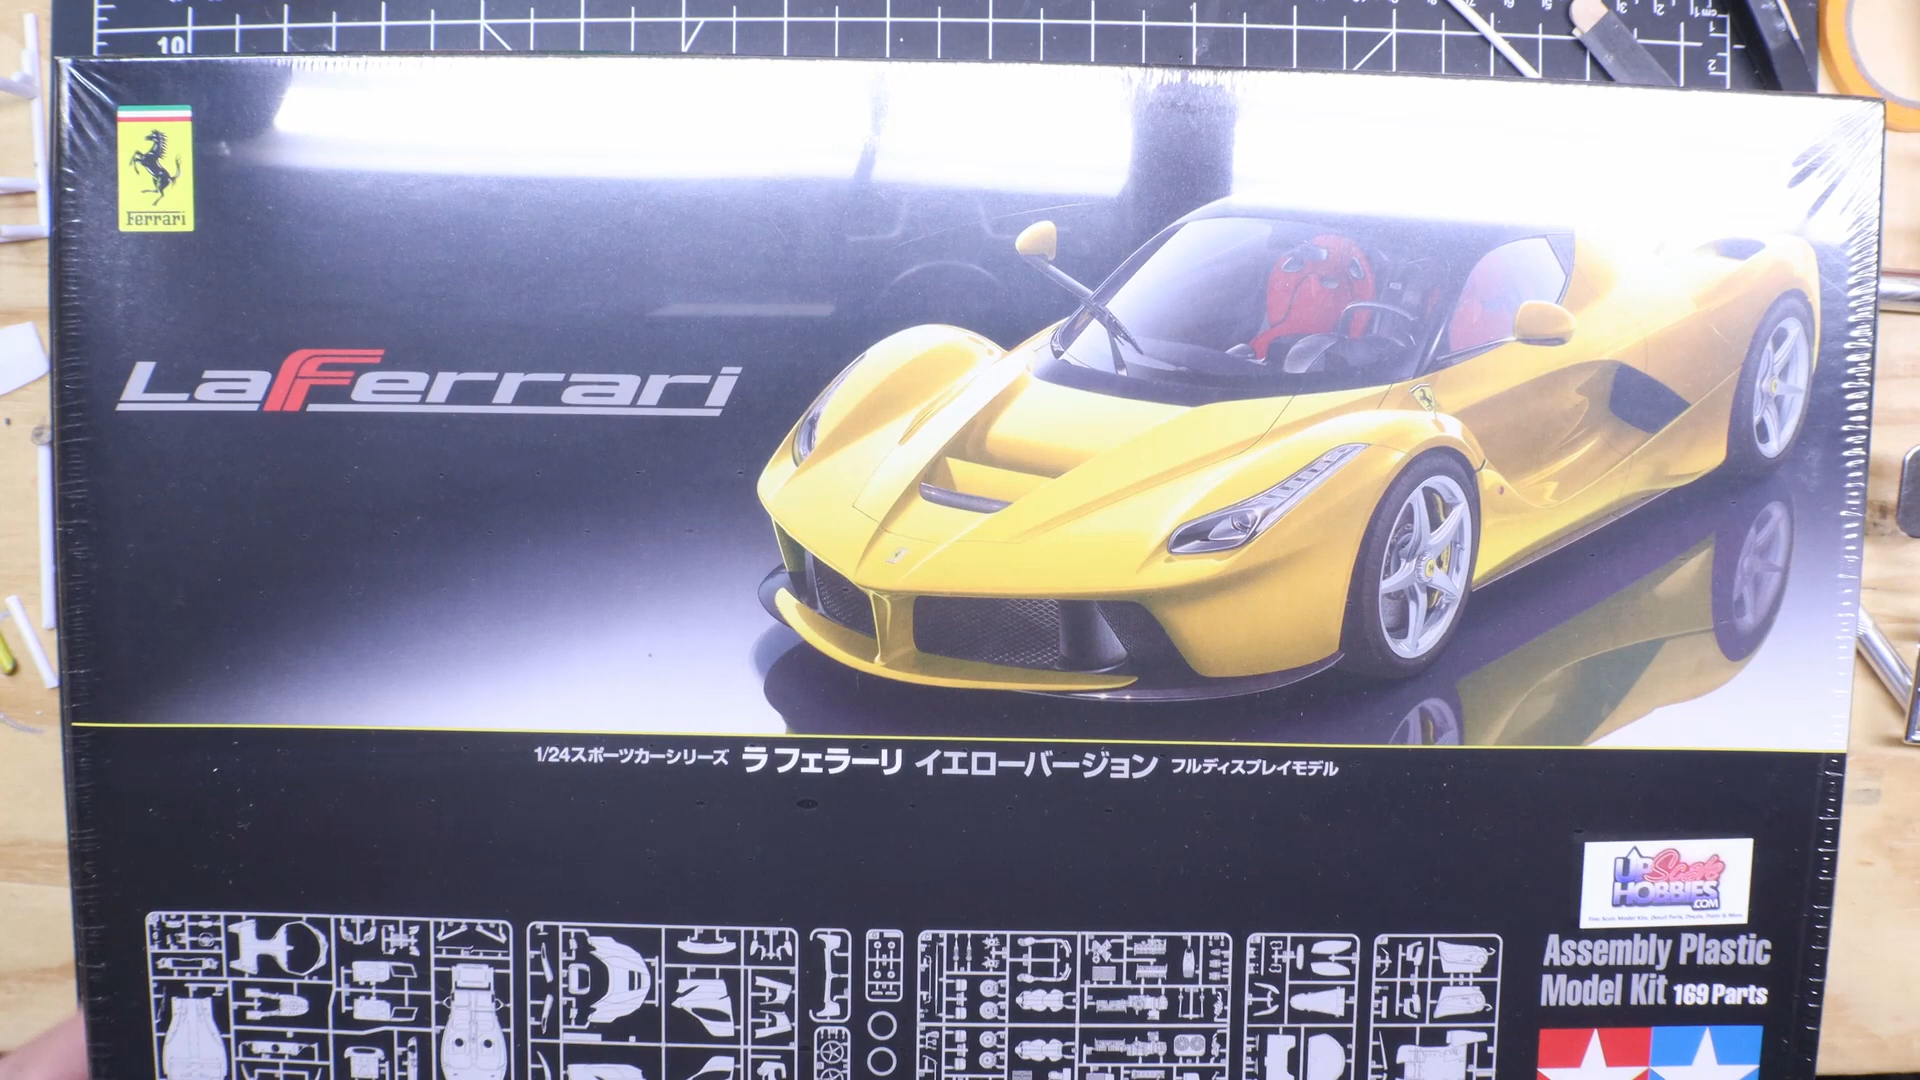 10
Ferrari
LaFerrari
1/24スポーツカーシリーズ ラ フェラーリ イエローバージョン フルディスプレイモデル
UPScale
HOBBIES
.COM
Assembly Plastic
Model Kit 169 Parts